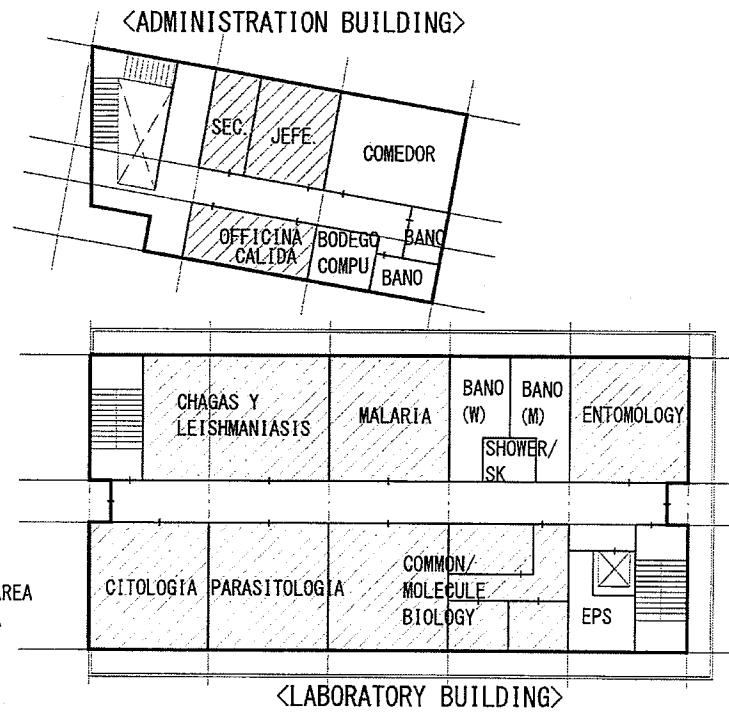 <ADMINISTRATION BUILDING>
SEC.
JEFE.
COMEDOR
OFFICINA
CALIDA
BODEGO
COMPU
BANO
BANO
CHAGAS Y
LEISHMANIASIS
MALARIA
BANO
(W)
BANO
(M)
SHOWER/
SK
ENTOMOLOGY
CITOLOGIA
PARASITOLOGIA
COMMON/
MOLECULE
BIOLOGY
EPS
AREA
<LABORATORY BUILDING>